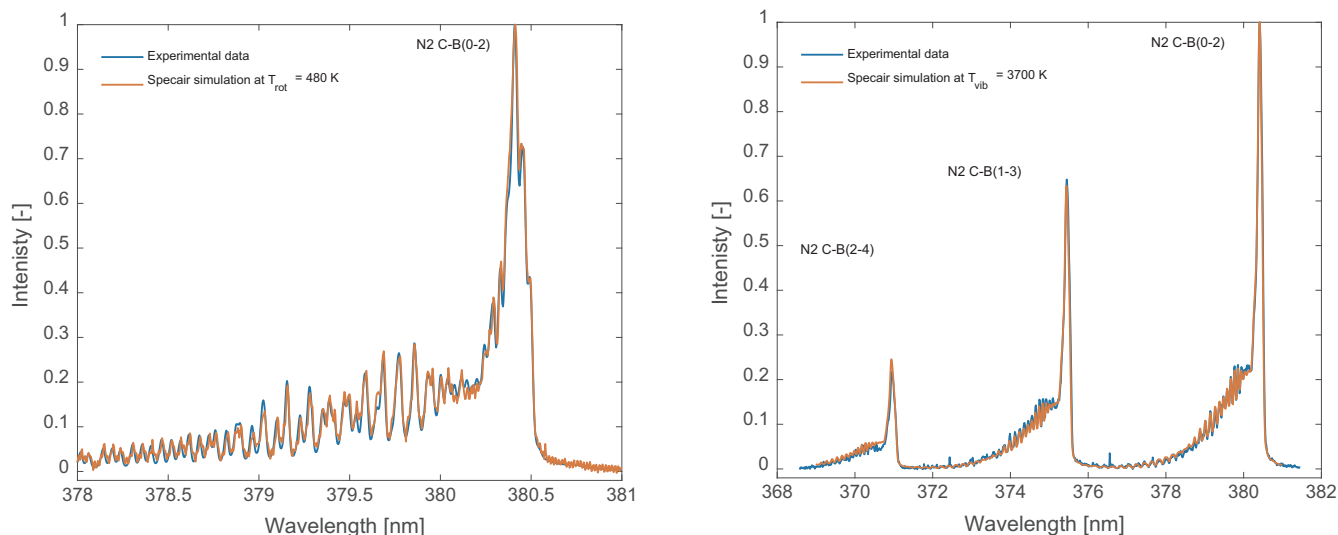 N2 C-B(0-2)
Experimental data
Specair simulation at T_rot = 480 K
Intenisty [-]
1
0.9
0.8
0.7
0.6
0.5
0.4
0.3
0.2
0.1
0
378 378.5 379 379.5 380 380.5 381
Wavelength [nm]
N2 C-B(0-2)
Experimental data
Specair simulation at T_vib = 3700 K
N2 C-B(1-3)
N2 C-B(2-4)
Intenisty [-]
1
0.9
0.8
0.7
0.6
0.5
0.4
0.3
0.2
0.1
0
368 370 372 374 376 378 380 382
Wavelength [nm]